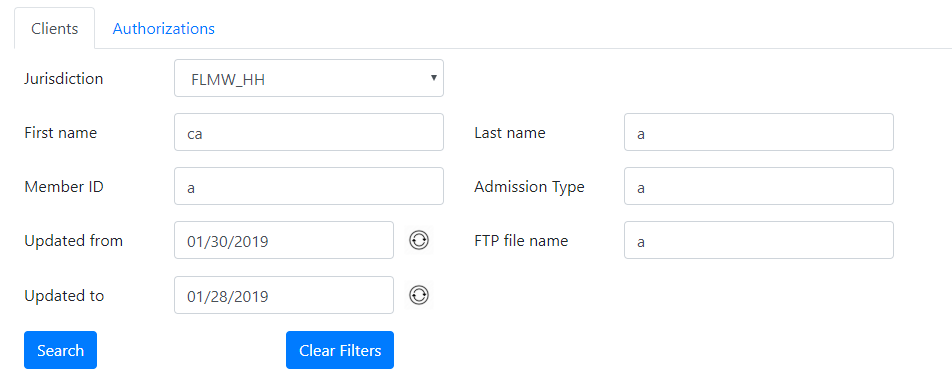 Clients Authorizations
Jurisdiction FLMW_HH
First name ca Last name a
Member ID a Admission Type a
Updated from 01/30/2019 FTP file name a
Updated to 01/28/2019
Search Clear Filters